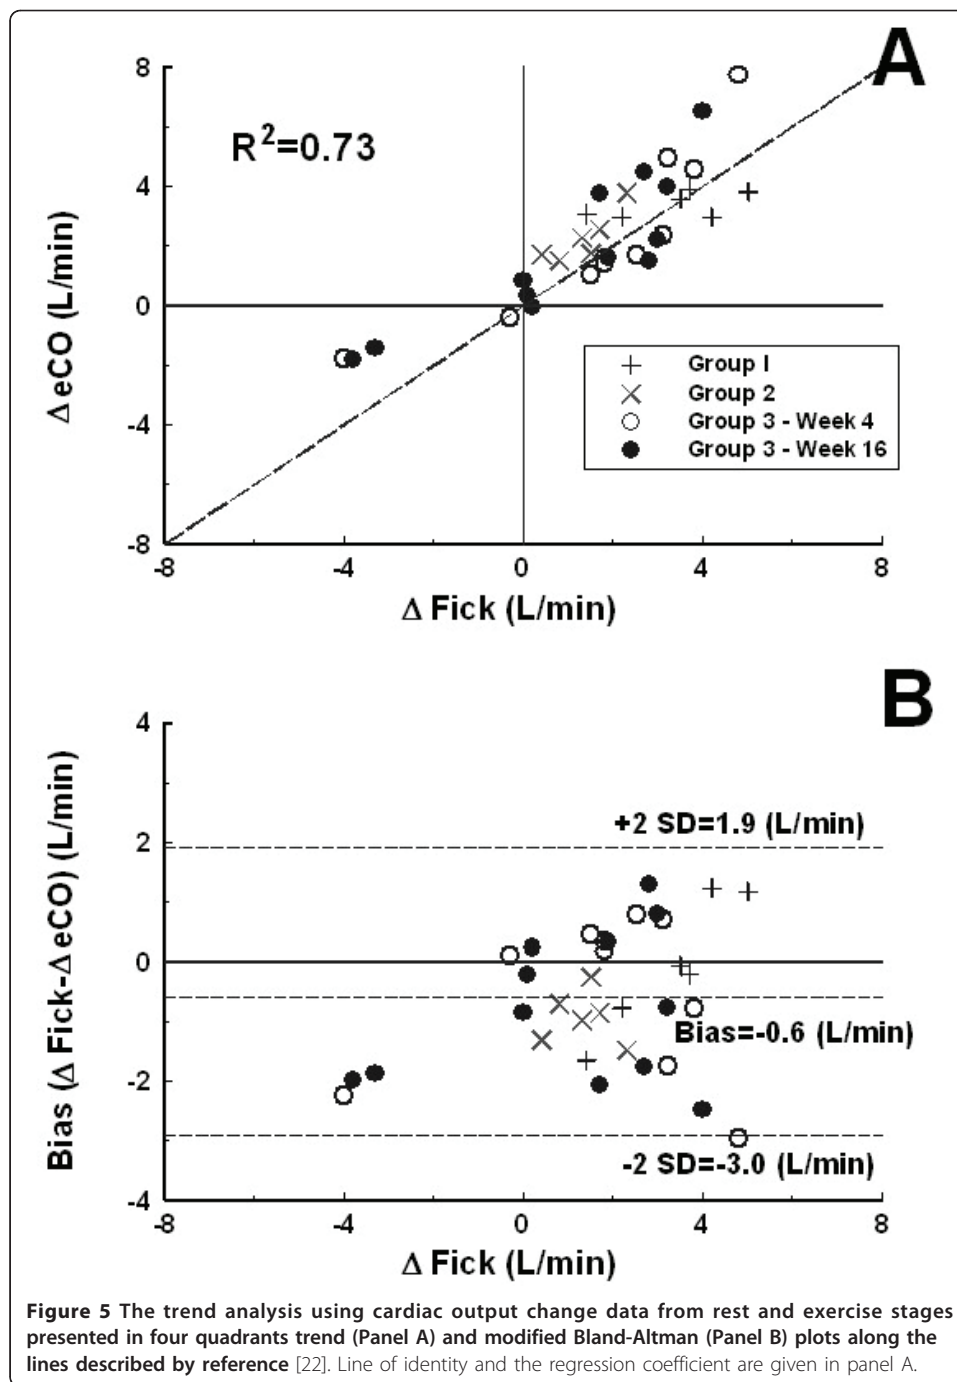 A
8
4
0
-4
-8
R²=0.73
Δ eCO (L/min)
Group I
Group 2
Group 3 - Week 4
Group 3 - Week 16
-8
-4
0
4
8
Δ Fick (L/min)
B
4
2
0
-2
-4
Bias (Δ Fick-Δ eCO) (L/min)
+2 SD=1.9 (L/min)
Bias=-0.6 (L/min)
-2 SD=-3.0 (L/min)
-8
-4
0
4
8
Δ Fick (L/min)
Figure 5 The trend analysis using cardiac output change data from rest and exercise stages
presented in four quadrants trend (Panel A) and modified Bland-Altman (Panel B) plots along the
lines described by reference [22]. Line of identity and the regression coefficient are given in panel A.